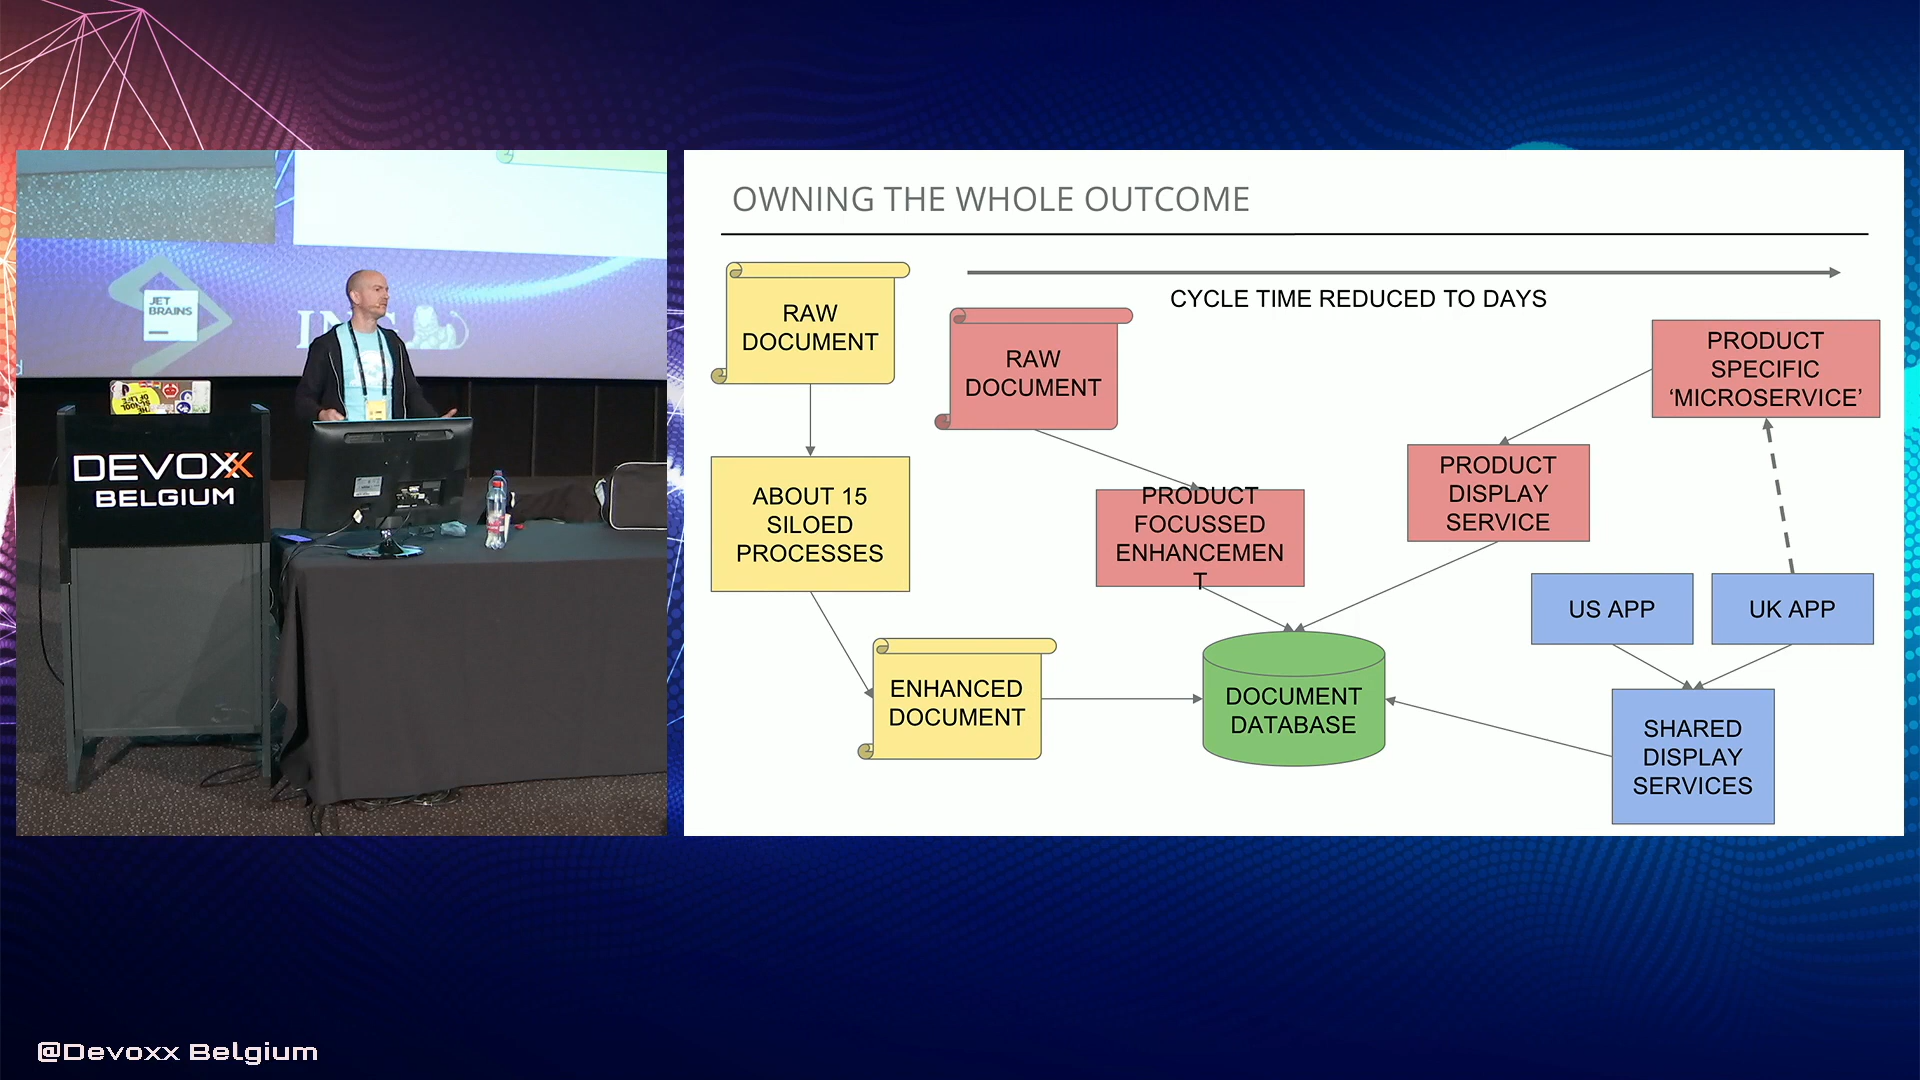 JET
BRAINS
IN
DEVOXX
BELGIUM
OWNING THE WHOLE OUTCOME
CYCLE TIME REDUCED TO DAYS
RAW
DOCUMENT
RAW
DOCUMENT
PRODUCT
SPECIFIC
‘MICROSERVICE’
ABOUT 15
SILOED
PROCESSES
PRODUCT
FOCUSSED
ENHANCEMEN
T
PRODUCT
DISPLAY
SERVICE
US APP
UK APP
ENHANCED
DOCUMENT
DOCUMENT
DATABASE
SHARED
DISPLAY
SERVICES
@Devoxx Belgium